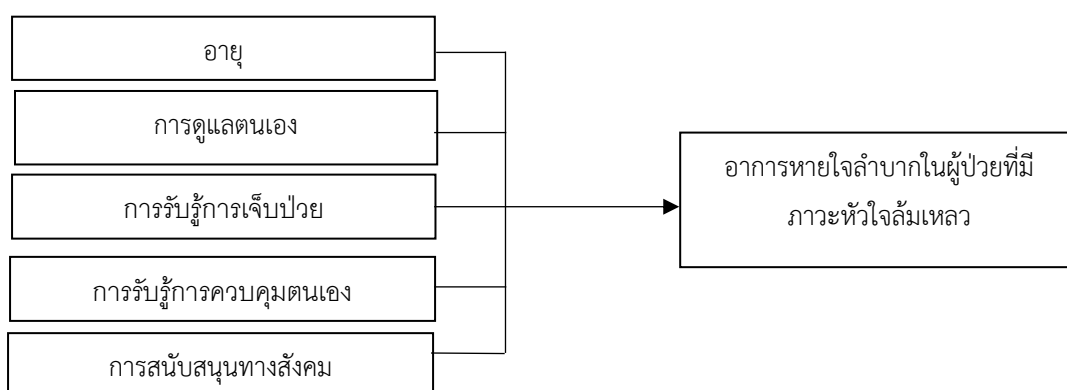 อายุ
การดูแลตนเอง
การรับรู้การเจ็บป่วย
การรับรู้การควบคุมตนเอง
การสนับสนุนทางสังคม
อาการหายใจลำบากในผู้ป่วยที่มี
ภาวะหัวใจล้มเหลว